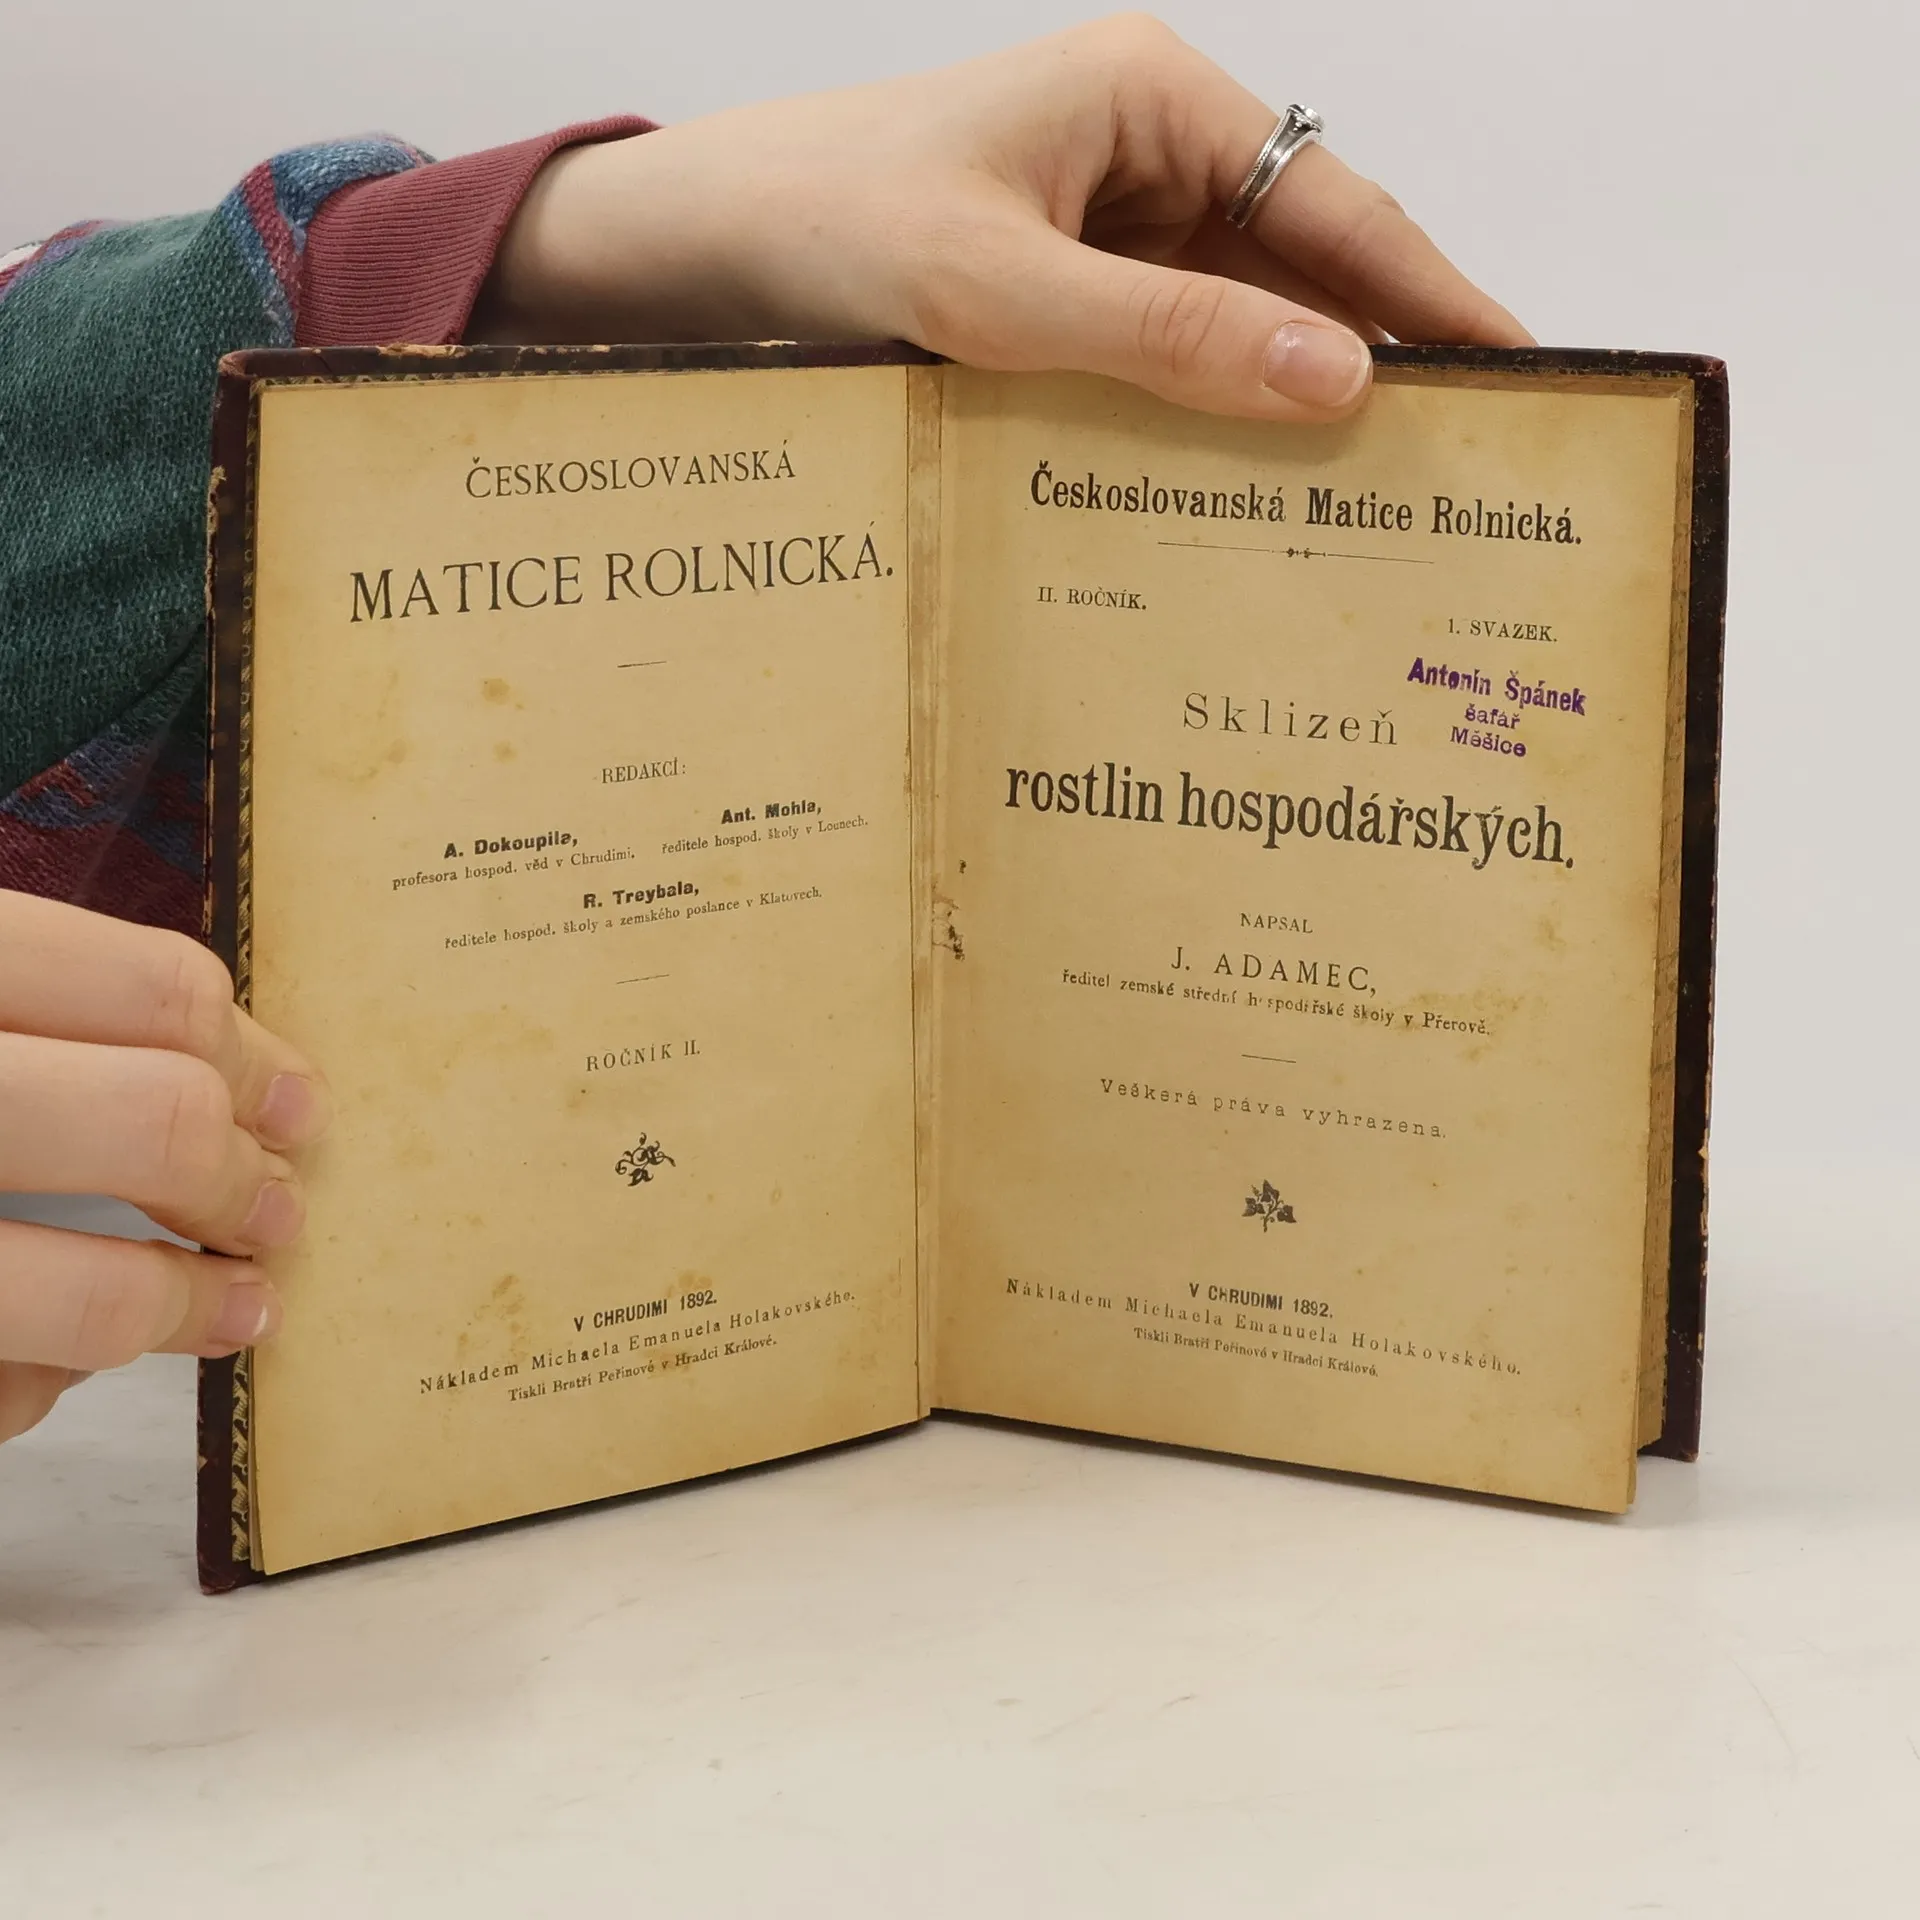 ČESKOSLOVANSKÁ
MATICE ROLNICKÁ.
REDAKCÍ:
A. Dokoupila,
profesora hospod. věd v Chrudimi.
Ant. Mohla,
ředitele hospod. školy v Lounech.
R. Treybala,
ředitele hospod. školy a zemského poslance v Klatovech.
ROČNÍK II.
V CHRUDIMI 1892.
Nákladem Michaela Emanuela Holakovského.
Tiskli Bratří Peřinové v Hradci Králové.
Československá Matice Rolnická.
II. ROČNÍK.
1. SVAZEK.
Antonín Špánek
šafář
Měšice
Sklizeň
rostlin hospodářských.
NAPSAL
J. ADAMEC,
ředitel zemské střední hospodářské školy v Přerově.
Veškerá práva vyhrazena.
V CHRUDIMI 1892.
Nákladem Michaela Emanuela Holakovského.
Tiskli Bratří Peřinové v Hradci Králové.